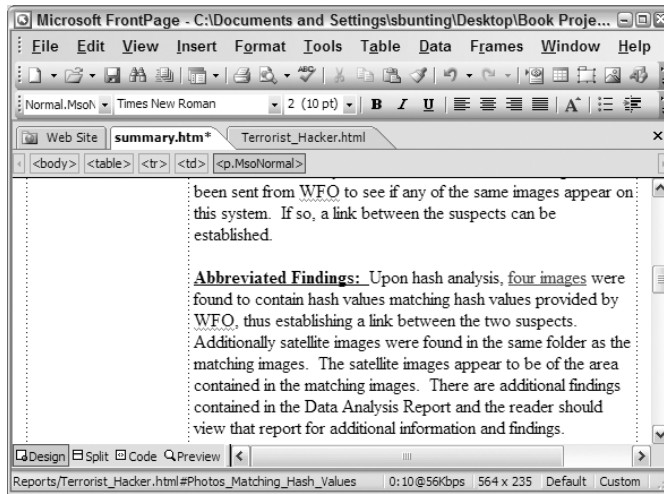 Microsoft FrontPage - C:\Documents and Settings\sbunting\Desktop\Book Proje...
File Edit View Insert Format Tools Table Data Frames Window Help
Normal.MsoN Times New Roman 2 (10 pt) B I U A
Web Site summary.htm* Terrorist_Hacker.html
<body> <table> <tr> <td> <p.MsoNormal>
been sent from WFO to see if any of the same images appear on
this system. If so, a link between the suspects can be
established.
Abbreviated Findings: Upon hash analysis, four images were
found to contain hash values matching hash values provided by
WFO, thus establishing a link between the two suspects.
Additionally satellite images were found in the same folder as the
matching images. The satellite images appear to be of the area
contained in the matching images. There are additional findings
contained in the Data Analysis Report and the reader should
view that report for additional information and findings.
Design Split Code Preview
Reports/Terrorist_Hacker.html#Photos_Matching_Hash_Values 0:10@56Kbps 564 x 235 Default Custom